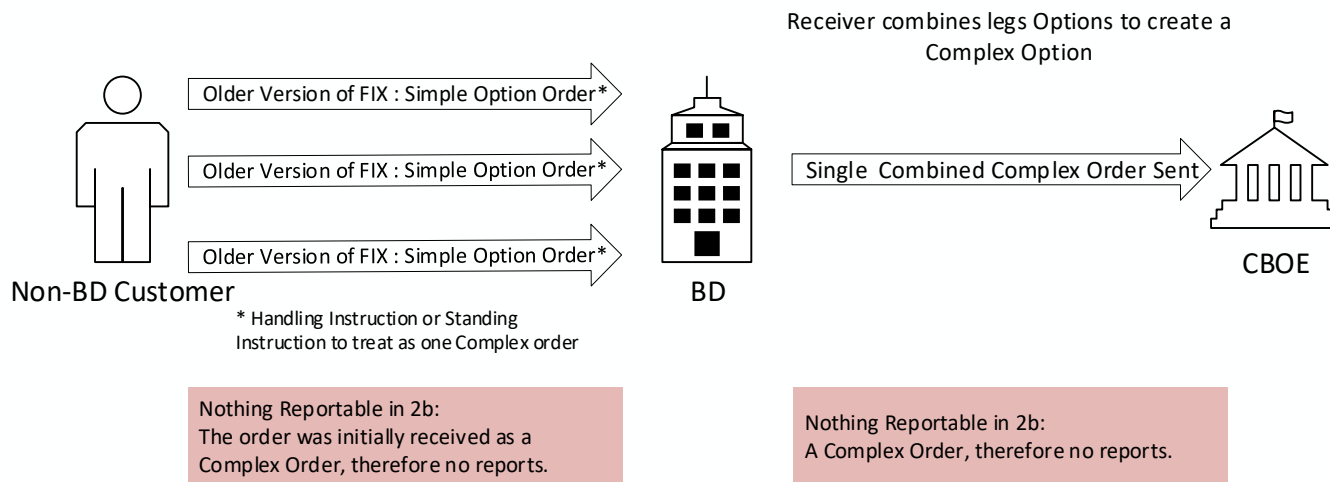 Receiver combines legs Options to create a
Complex Option
Older Version of FIX : Simple Option Order*
Older Version of FIX : Simple Option Order*
Older Version of FIX : Simple Option Order*
Single Combined Complex Order Sent
Non-BD Customer
BD
CBOE
* Handling Instruction or Standing
Instruction to treat as one Complex order
Nothing Reportable in 2b:
The order was initially received as a
Complex Order, therefore no reports.
Nothing Reportable in 2b:
A Complex Order, therefore no reports.